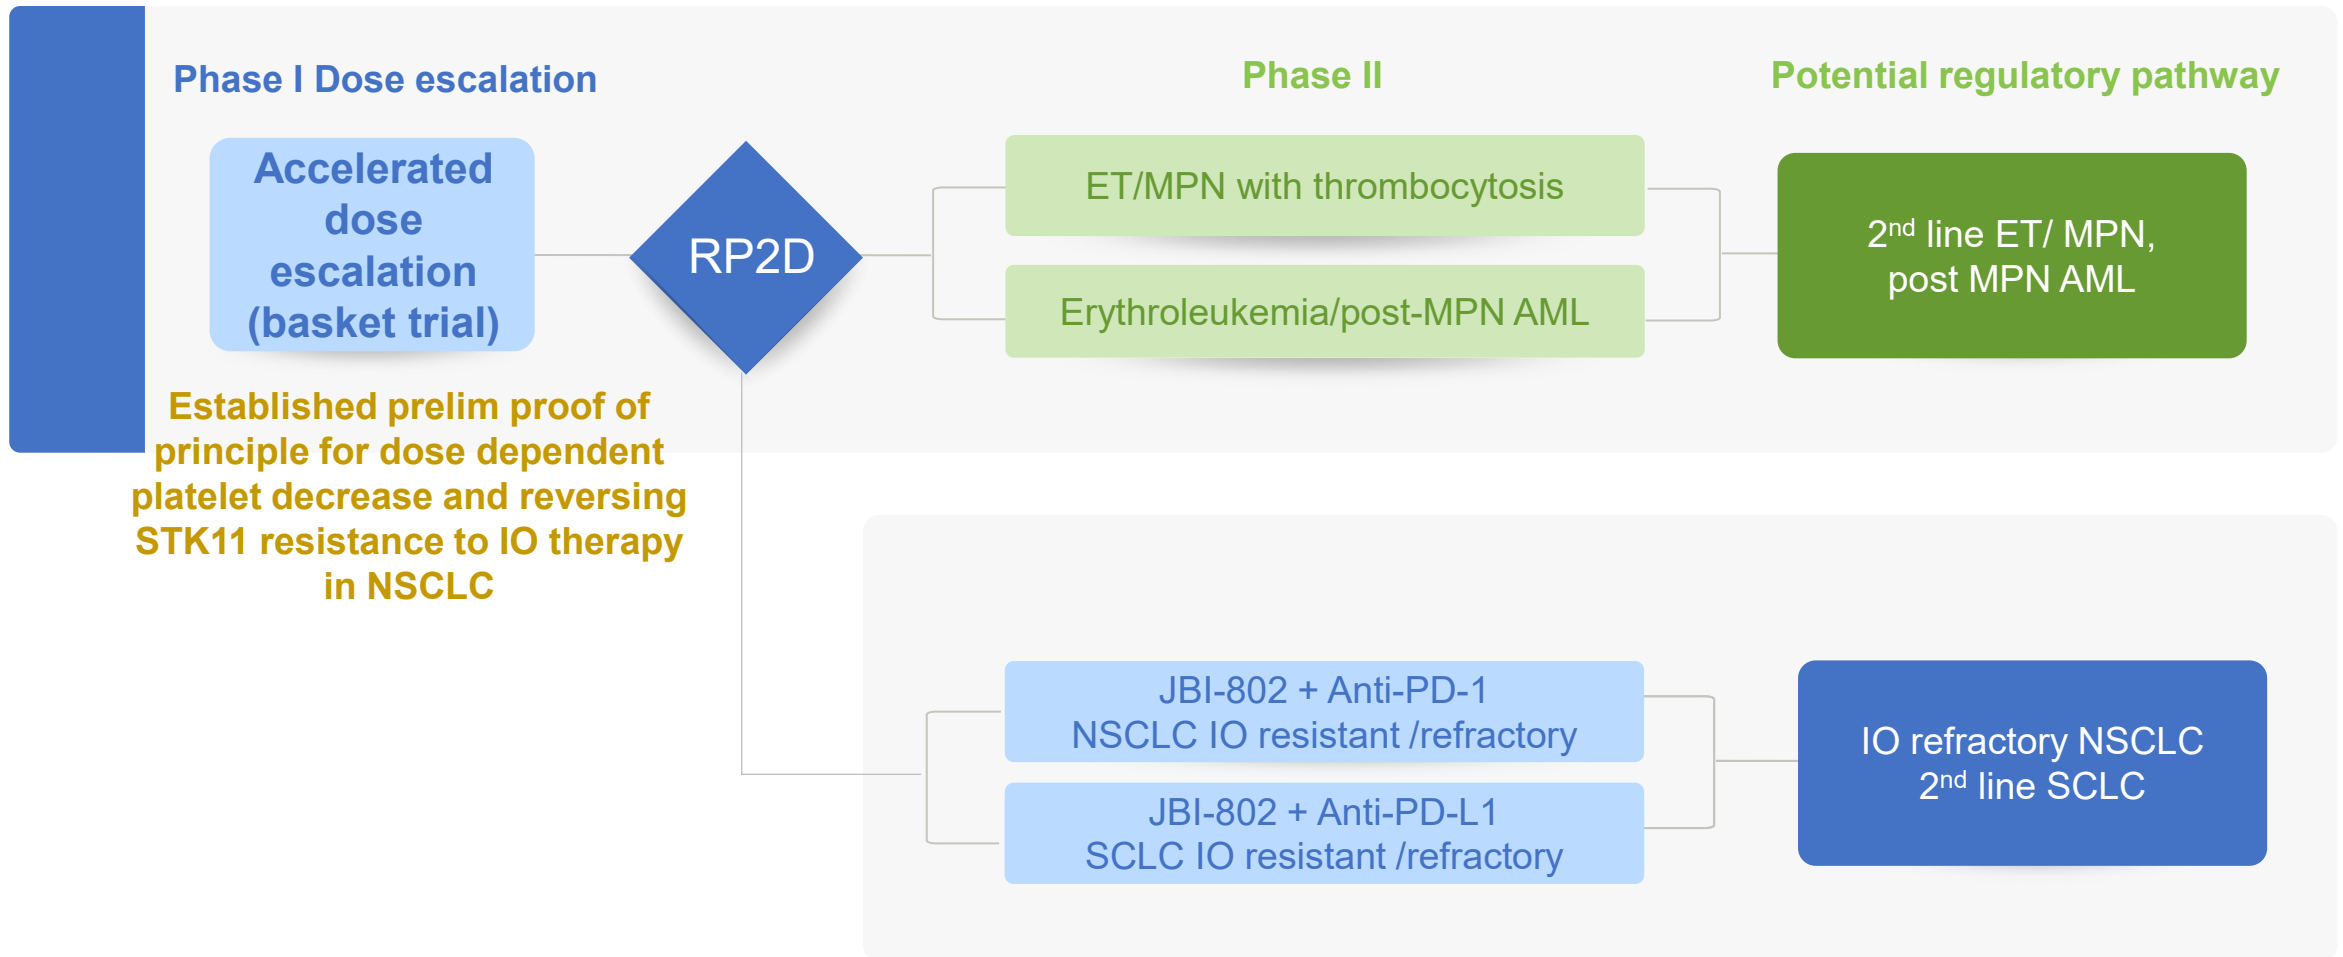 Phase I Dose escalation
Phase II
Potential regulatory pathway
Accelerated
dose
escalation
(basket trial)
RP2D
ET/MPN with thrombocytosis
Erythroleukemia/post-MPN AML
2nd line ET/ MPN,
post MPN AML
Established prelim proof of
principle for dose dependent
platelet decrease and reversing
STK11 resistance to IO therapy
in NSCLC
JBI-802 + Anti-PD-1
NSCLC IO resistant /refractory
JBI-802 + Anti-PD-L1
SCLC IO resistant /refractory
IO refractory NSCLC
2nd line SCLC